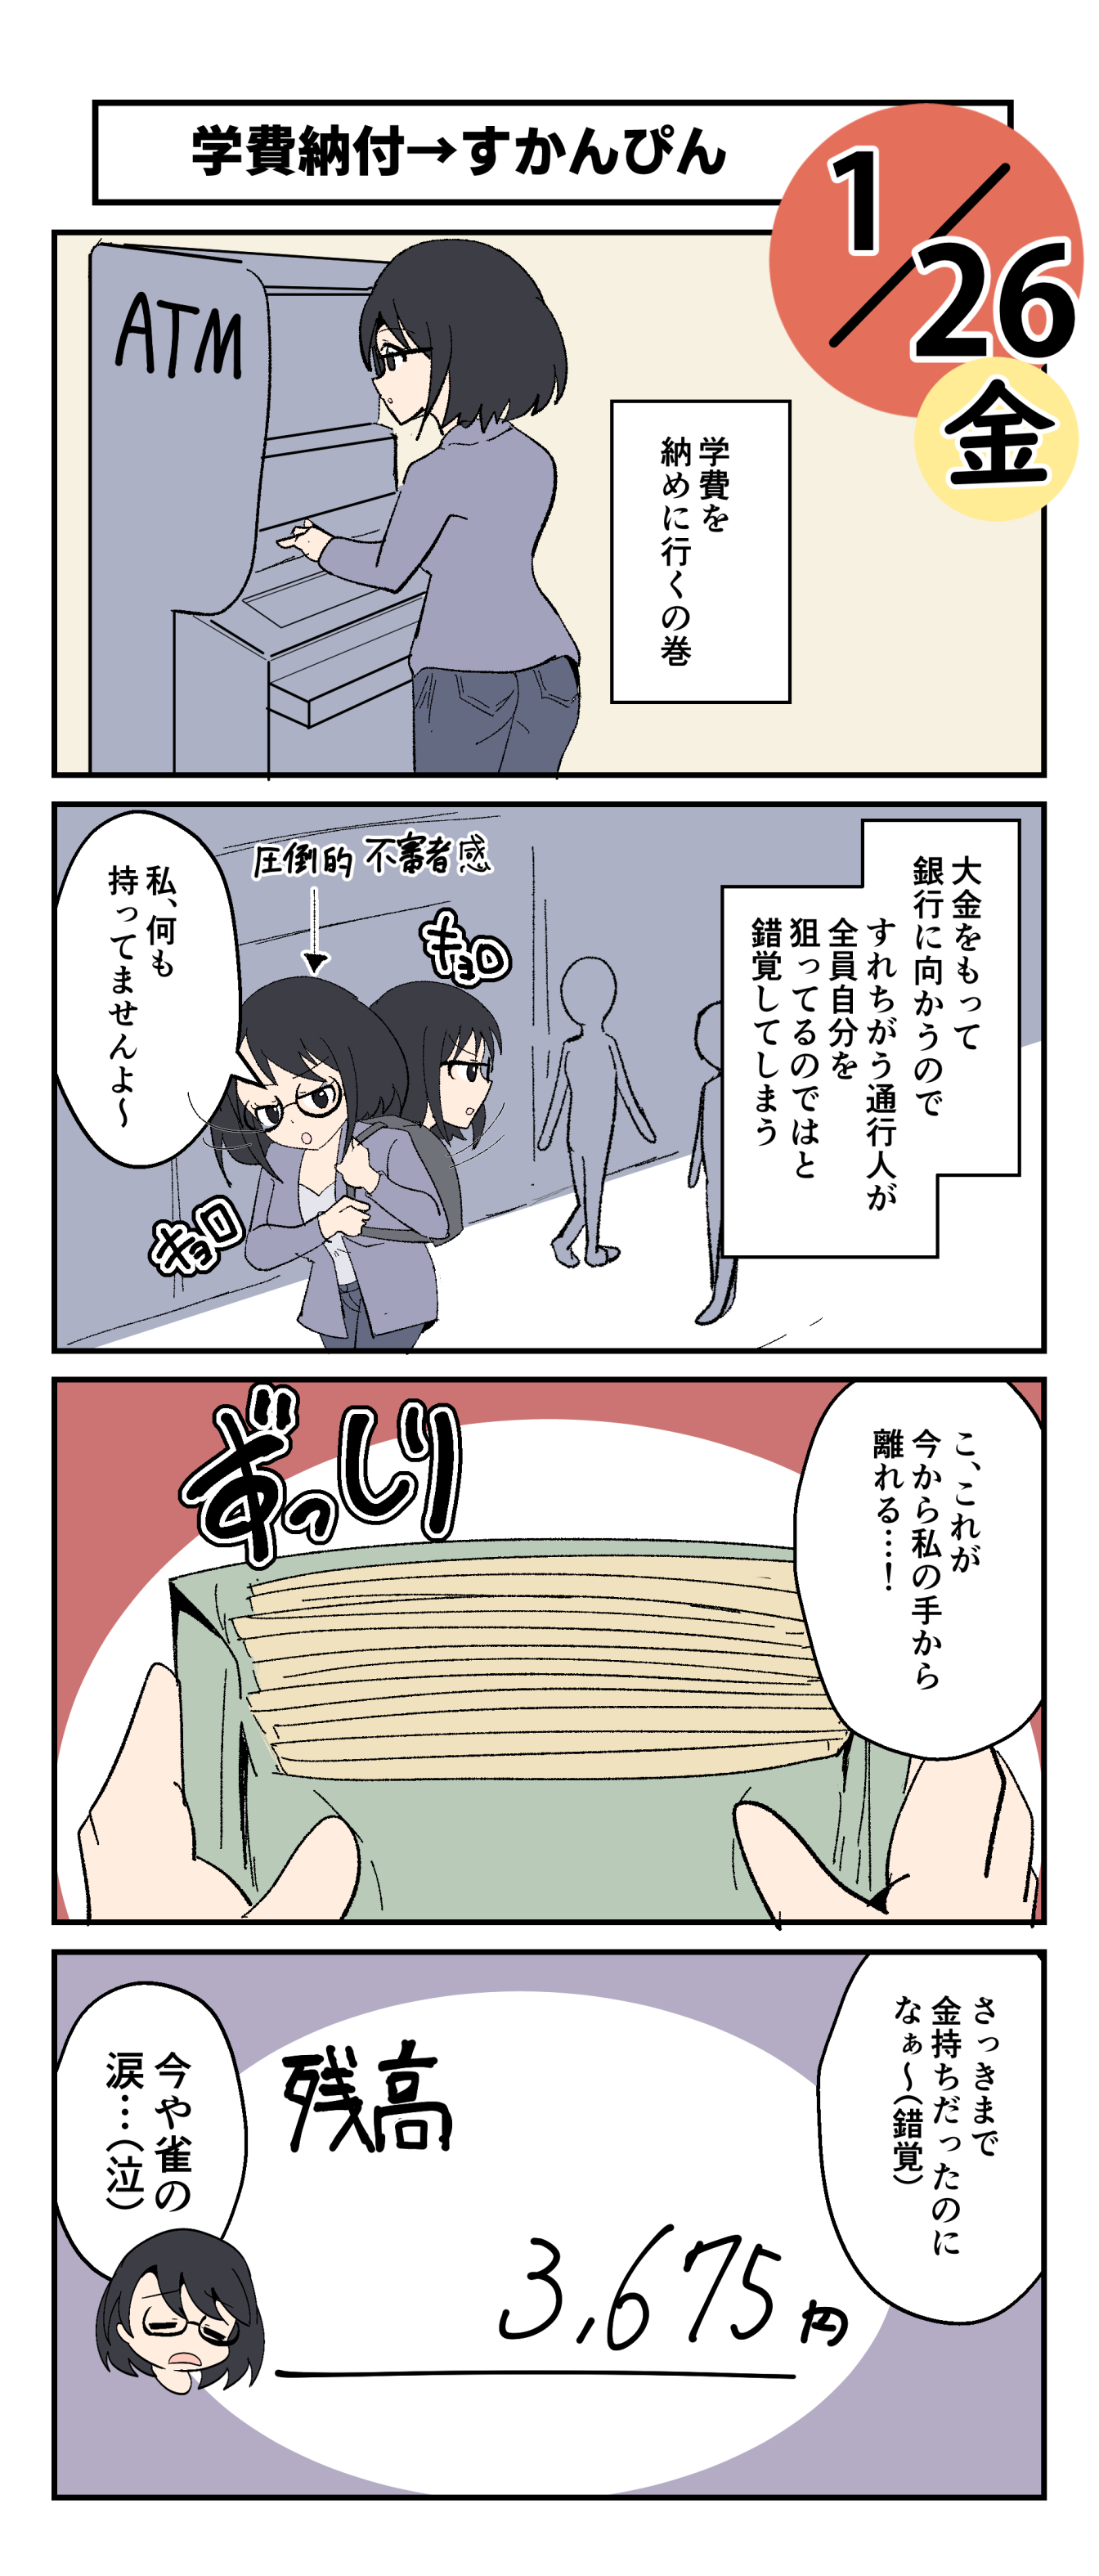 学費納付→すかんぴん
1/26
金
ATM
学費を
納めに行くの巻
大金をもって
銀行に向かうので
すれちがう通行人が
全員自分を
狙ってるのではと
錯覚してしまう
圧倒的 不審者感
キョロ
私、何も
持ってませんよ～
キョロ
こ、これが
今から私の手から
離れる…！
ずっしり
さっきまで
金持ちだったのに
なぁ～（錯覚）
残高
3,675円
今や雀の
涙…（泣）